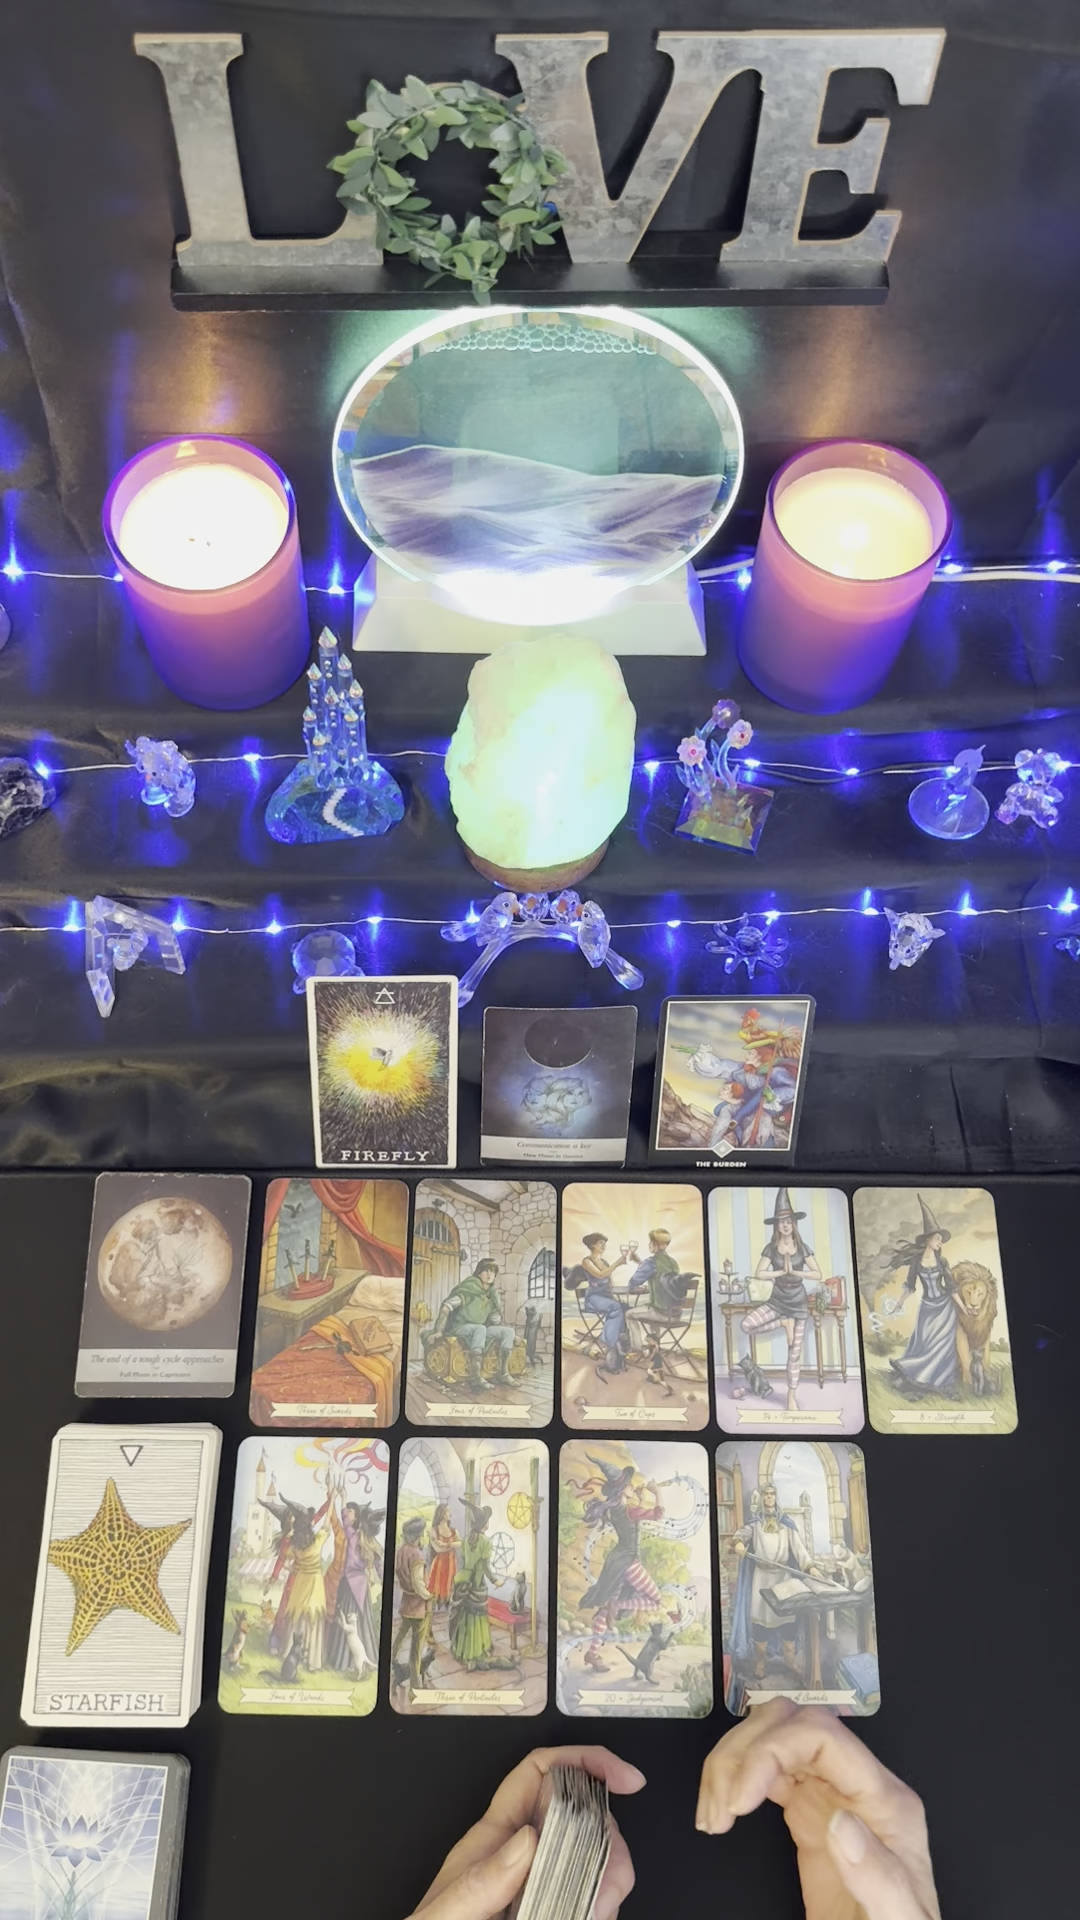 LOVE
FIREFLY
Communication is key
New Moon in Gemini
THE BURDEN
The end of a tough cycle approaches
Full Moon in Capricorn
Three of Swords
Four of Pentacles
Two of Cups
14 • Temperance
8 • Strength
STARFISH
Four of Wands
Three of Pentacles
20 • Judgement
of Swords